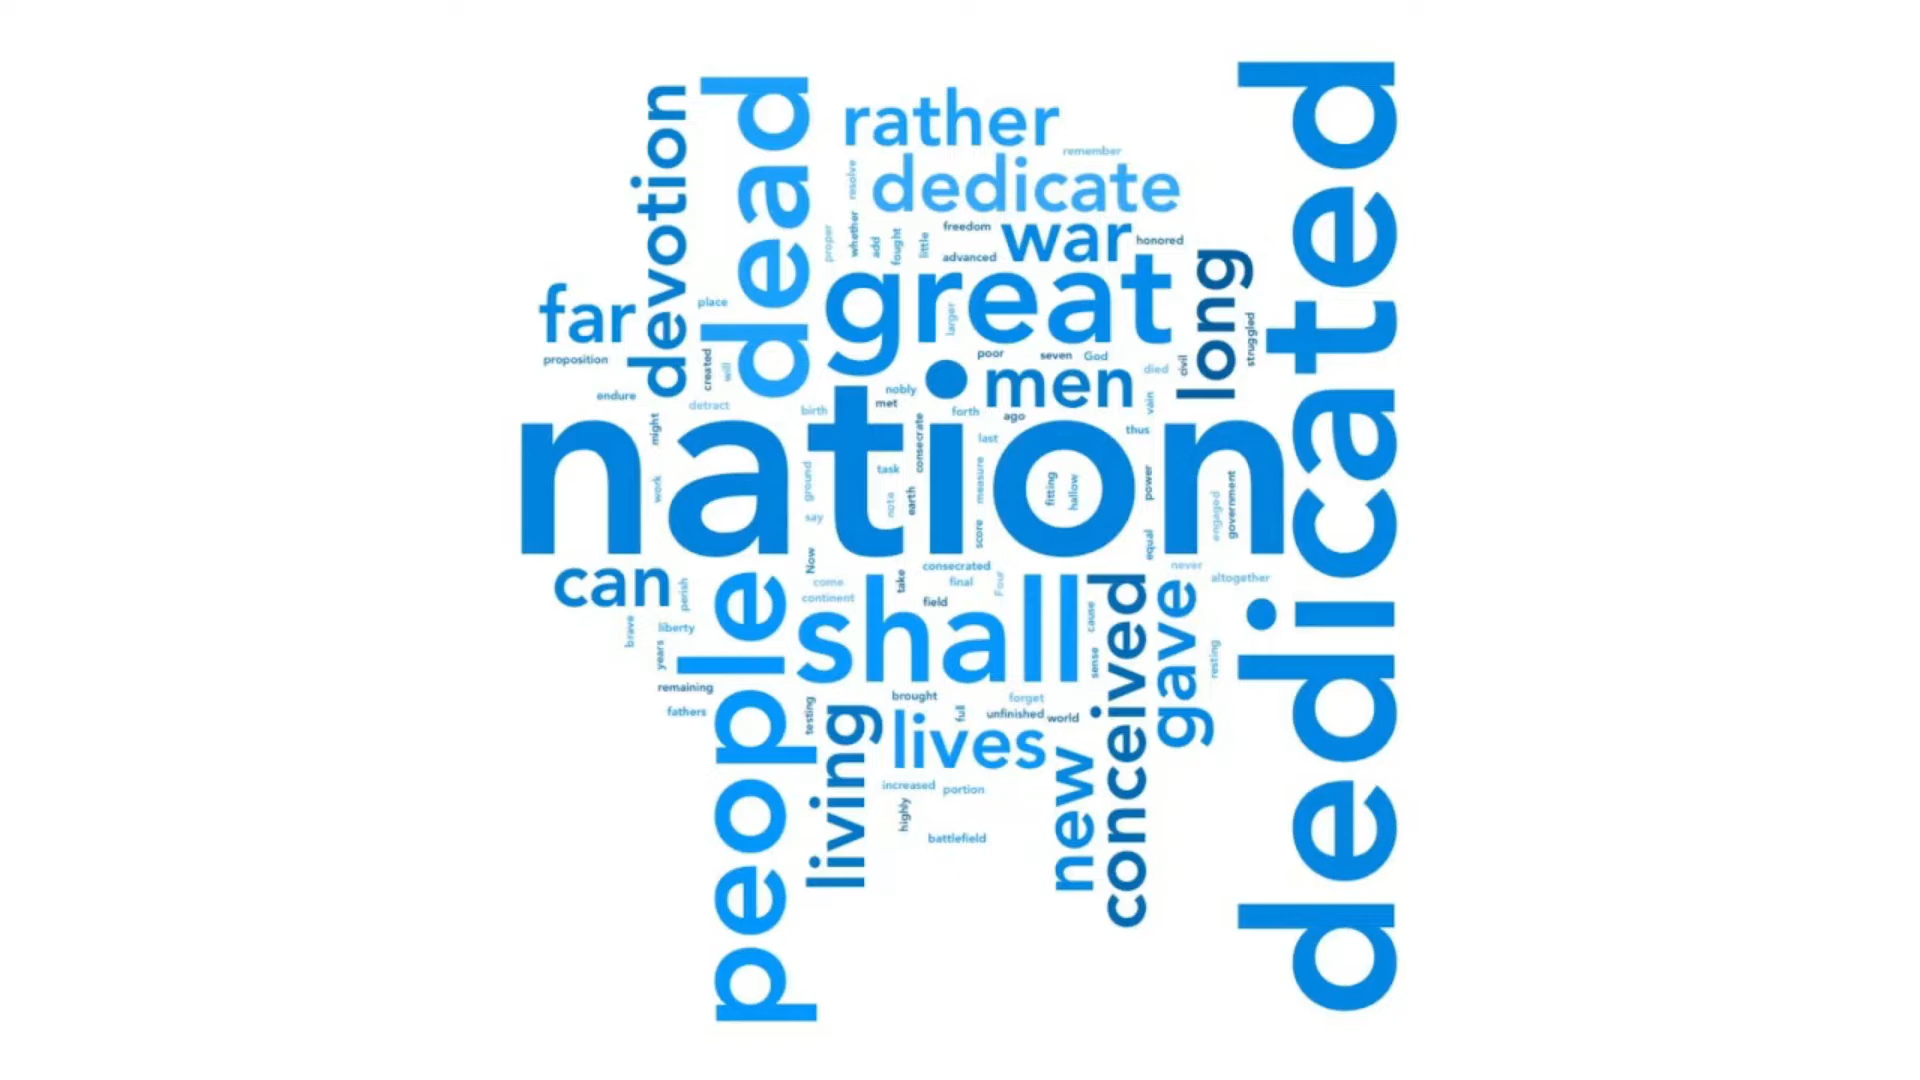 rather
remember
dedicate
devotion
dead
dedicated
resolve
whether
proper
add
fought
little
freedom
war
honored
advanced
great
long
far
place
larger
struggled
proposition
created
will
poor
seven
God
died
civil
men
endure
detract
nobly
met
birth
forth
ago
vain
might
nation
consecrate
last
thus
work
ground
task
note
earth
measure
fitting
hallow
power
engaged
government
say
score
equal
Now
can
perish
people
come
continent
take
consecrated
final
Four
field
shall
never
altogether
conceived
gave
cause
sense
resting
brave
liberty
years
remaining
fathers
testing
living
brought
full
forget
unfinished
world
lives
new
increased
portion
highly
battlefield